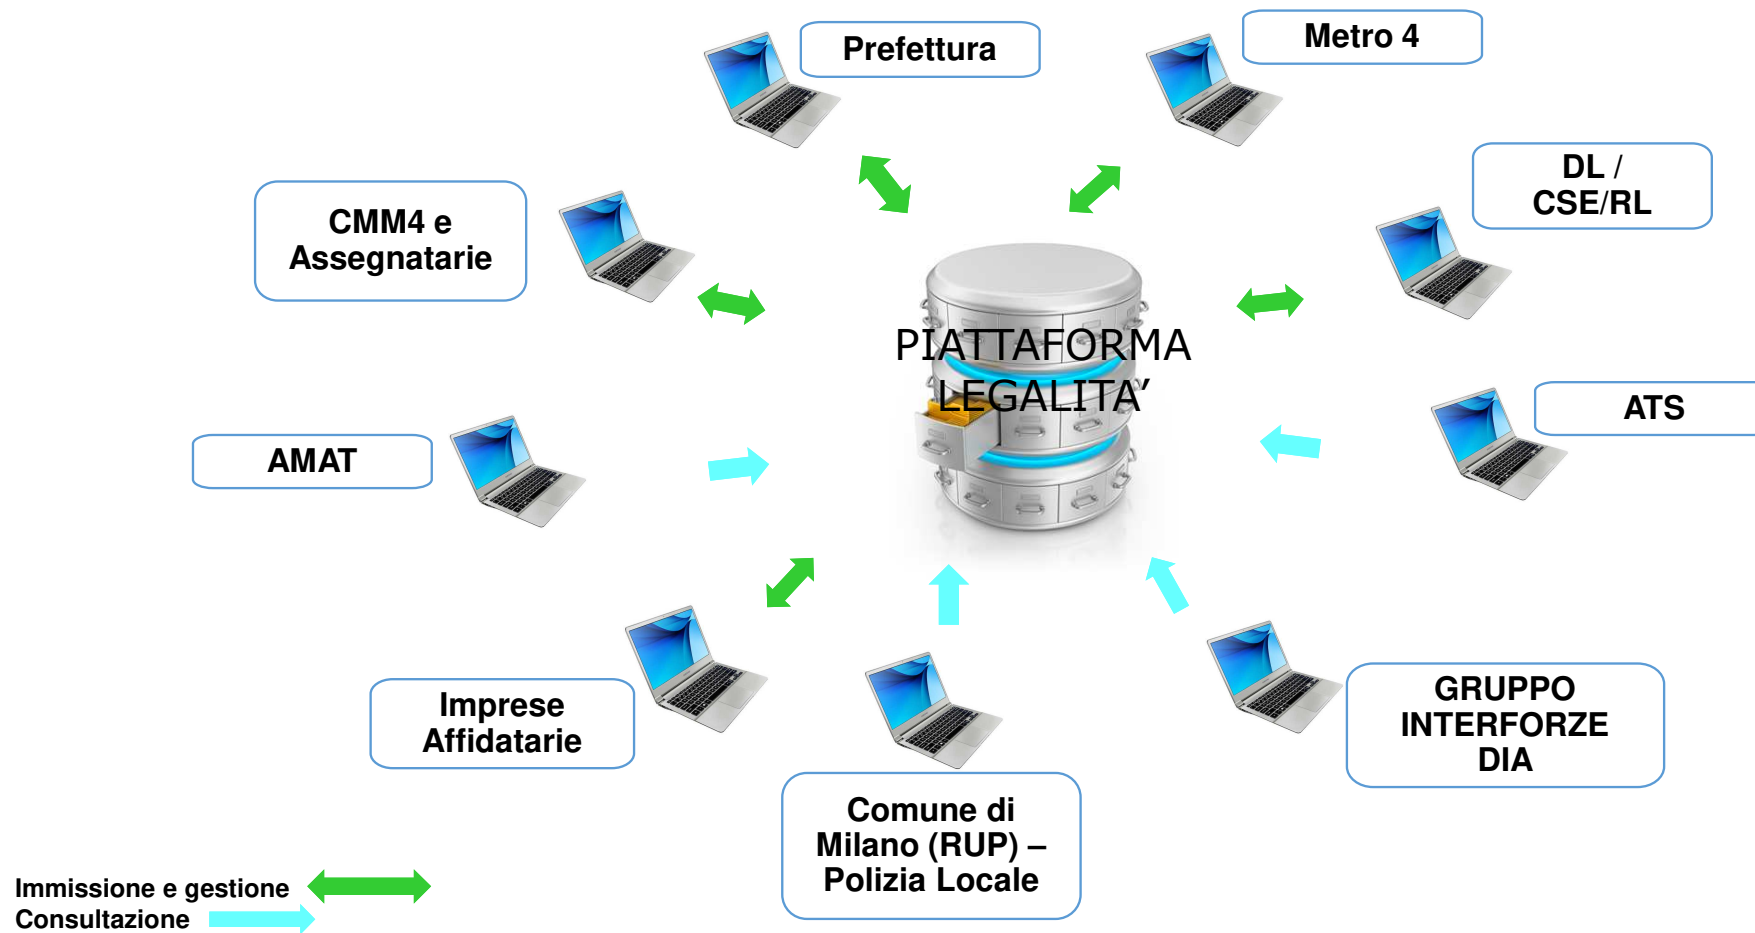 Prefettura
Metro 4
DL /
CSE/RL
CMM4 e
Assegnatarie
PIATTAFORMA
LEGALITA’
ATS
AMAT
Imprese
Affidatarie
GRUPPO
INTERFORZE
DIA
Comune di
Milano (RUP) –
Polizia Locale
Immissione e gestione
Consultazione